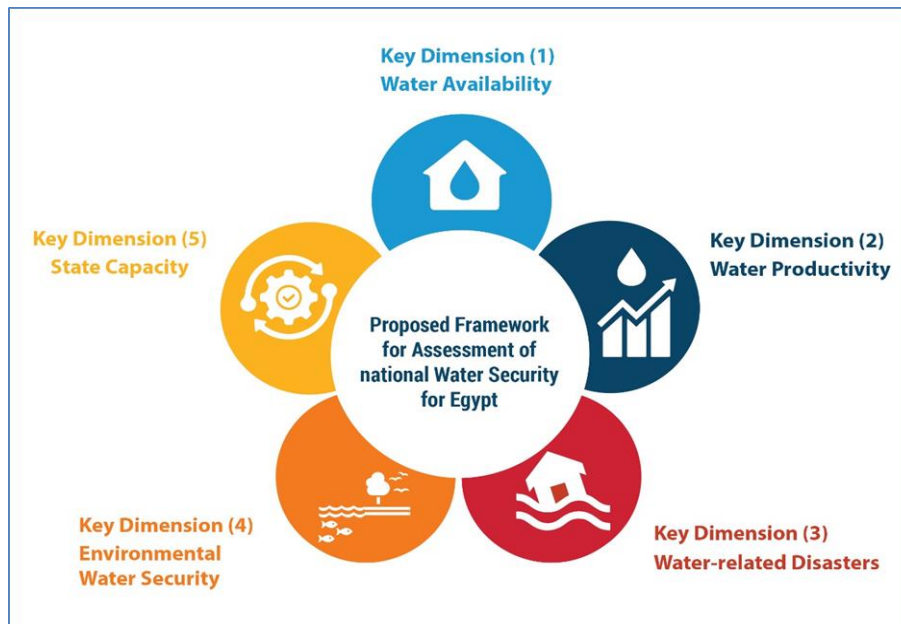 Key Dimension (1)
Water Availability
Key Dimension (2)
Water Productivity
Key Dimension (3)
Water-related Disasters
Key Dimension (4)
Environmental
Water Security
Key Dimension (5)
State Capacity
Proposed Framework
for Assessment of
national Water Security
for Egypt